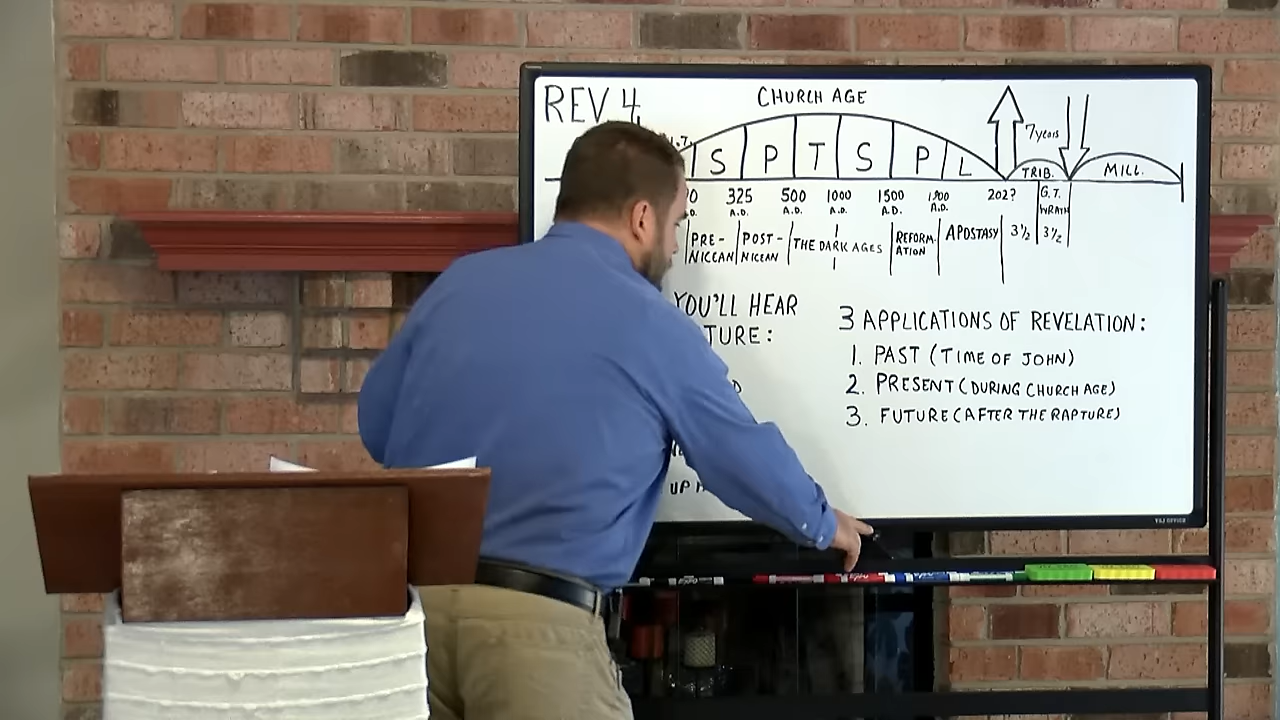 REV 4
CHURCH AGE
7 years
S P T S P L
TRIB.
MILL.
325 500 1000 1500 1900 202?
A.D. A.D. A.D. A.D.
G.T.
WRATH
PRE-
NICEAN
POST-
NICEAN
THE DARK AGES
REFORM-
ATION
APOSTASY
3½ 3½
YOU'LL HEAR
TURE:
UP
3 APPLICATIONS OF REVELATION:
1. PAST (TIME OF JOHN)
2. PRESENT (DURING CHURCH AGE)
3. FUTURE (AFTER THE RAPTURE)